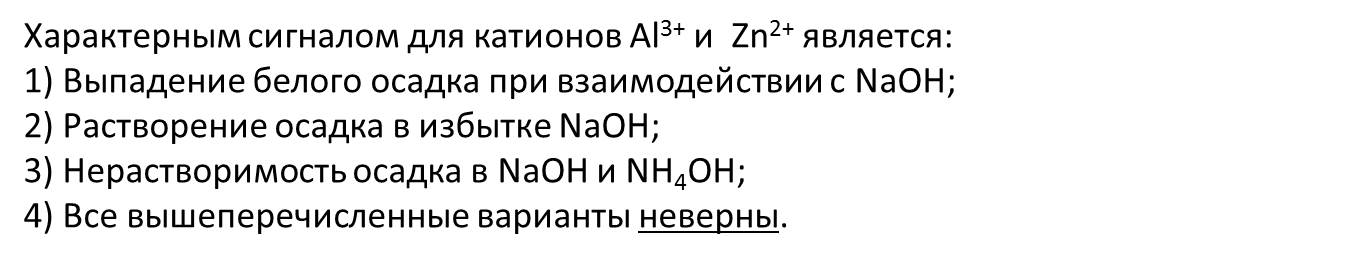 Характерным сигналом для катионов Al³⁺ и Zn²⁺ является:
1) Выпадение белого осадка при взаимодействии с NaOH;
2) Растворение осадка в избытке NaOH;
3) Нерастворимость осадка в NaOH и NH₄OH;
4) Все вышеперечисленные варианты неверны.